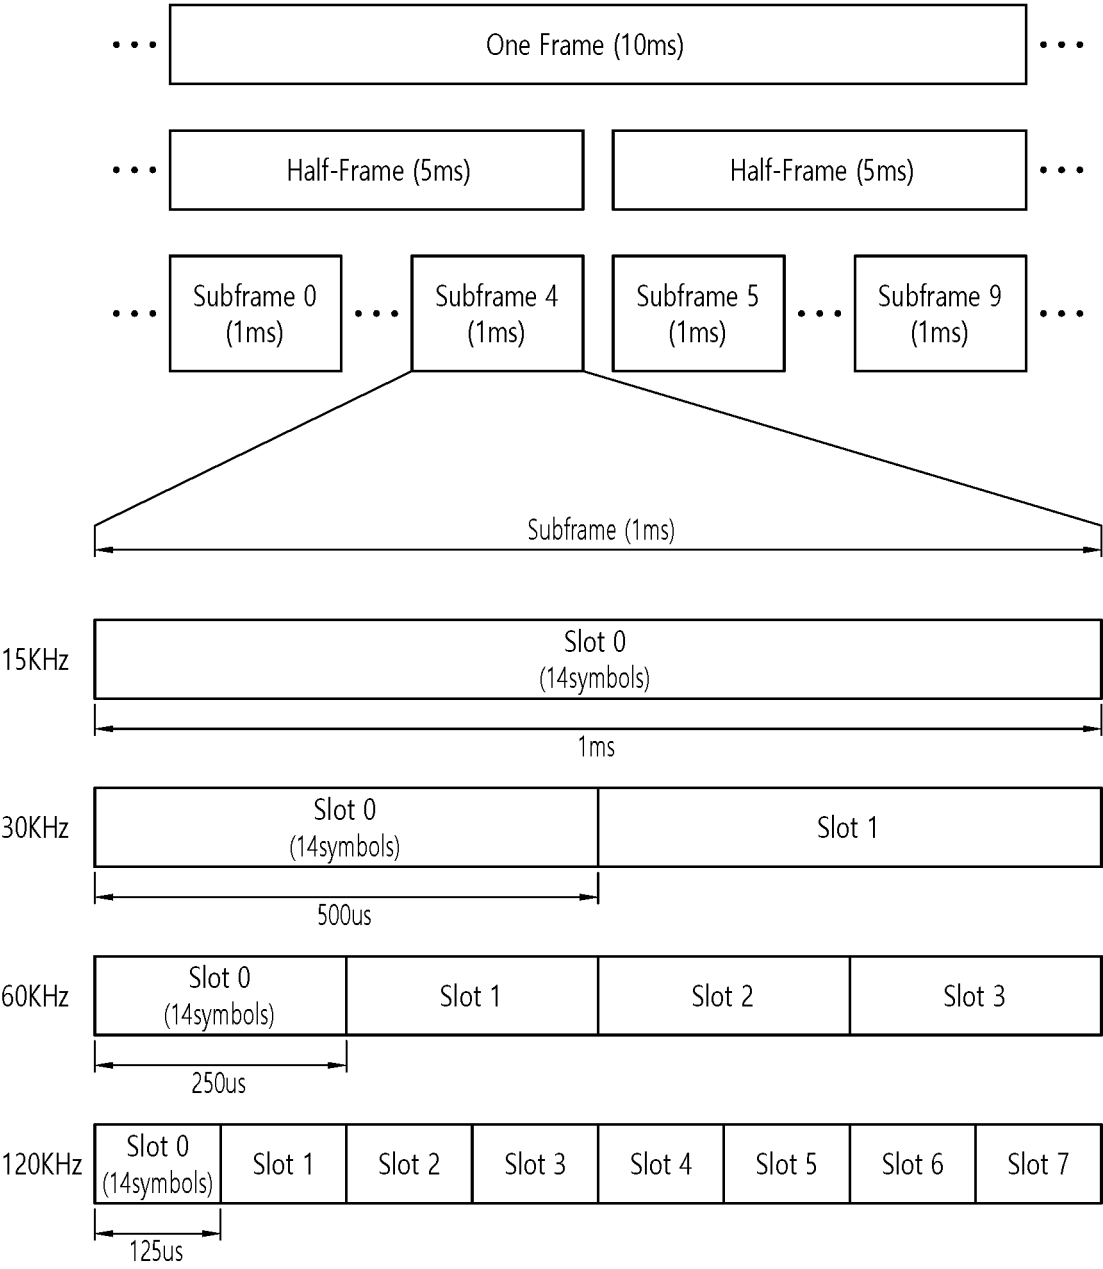 One Frame (10ms)
Half-Frame (5ms)
Half-Frame (5ms)
Subframe 0
(1ms)
Subframe 4
(1ms)
Subframe 5
(1ms)
Subframe 9
(1ms)
Subframe (1ms)
15KHz
Slot 0
(14symbols)
1ms
30KHz
Slot 0
(14symbols)
Slot 1
500us
60KHz
Slot 0
(14symbols)
Slot 1
Slot 2
Slot 3
250us
120KHz
Slot 0
(14symbols)
Slot 1
Slot 2
Slot 3
Slot 4
Slot 5
Slot 6
Slot 7
125us